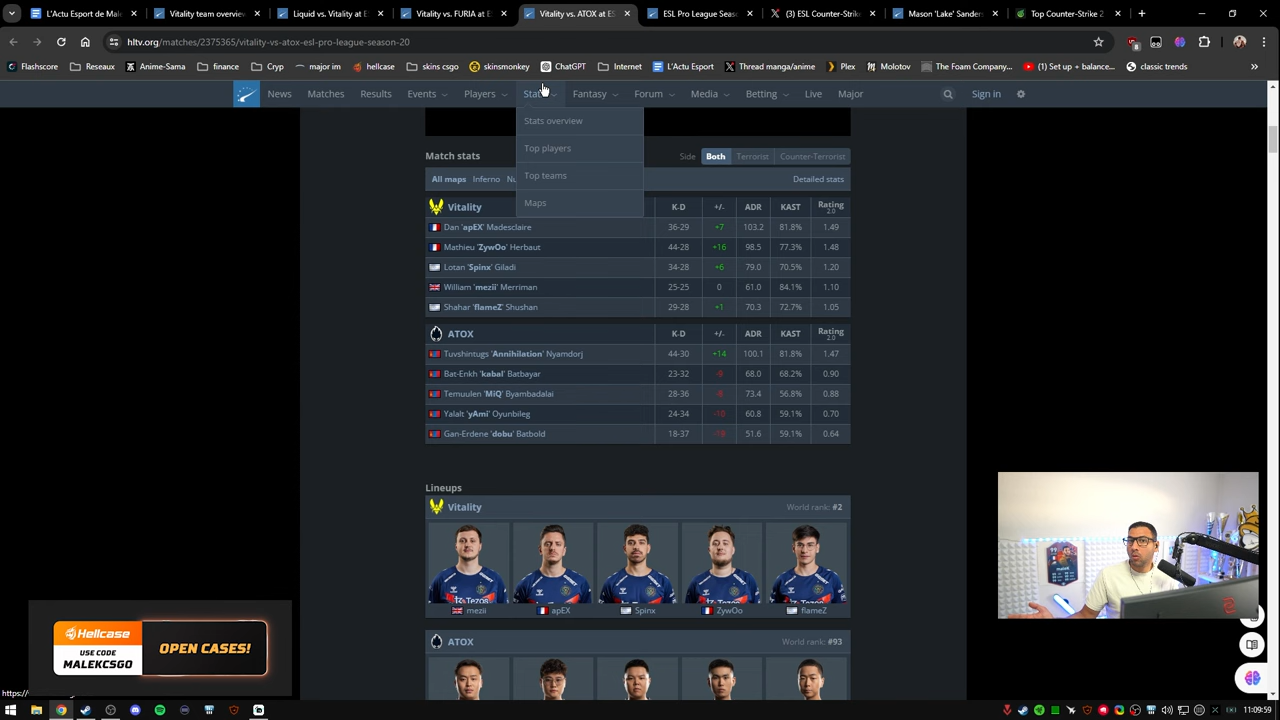 L'Actu Esport de Malek
Vitality team overview
Liquid vs. Vitality at ES
Vitality vs. FURIA at E
Vitality vs. ATOX at ES
ESL Pro League Seaso
(3) ESL Counter-Strike
Mason 'Lake' Sanders
Top Counter-Strike 2
hltv.org/matches/2375365/vitality-vs-atox-esl-pro-league-season-20
Flashscore
Reseaux
Anime-Sama
finance
Cryp
major im
hellcase
skins csgo
skinsmonkey
ChatGPT
Internet
L'Actu Esport
Thread manga/anime
Plex
Molotov
The Foam Company...
(1) Set up + balance...
classic trends
News Matches Results Events Players Stats Fantasy Forum Media Betting Live Major Sign in
Stats overview
Top players
Top teams
Maps
Match stats
Side Both Terrorist Counter-Terrorist
All maps Inferno Nu
Detailed stats
Vitality K-D +/- ADR KAST Rating 2.0
Dan 'apEX' Madesclaire 36-29 +7 103.2 81.8% 1.49
Mathieu 'ZywOo' Herbaut 44-28 +16 98.5 77.3% 1.48
Lotan 'Spinx' Giladi 34-28 +6 79.0 70.5% 1.20
William 'mezii' Merriman 25-25 0 61.0 84.1% 1.10
Shahar 'flameZ' Shushan 29-28 +1 70.3 72.7% 1.05
ATOX K-D +/- ADR KAST Rating 2.0
Tuvshintugs 'Annihilation' Nyamdorj 44-30 +14 100.1 81.8% 1.47
Bat-Enkh 'kabal' Batbayar 23-32 -9 68.0 68.2% 0.90
Temuulen 'MiQ' Byambadalai 28-36 -8 73.4 56.8% 0.88
Yalalt 'yAmi' Oyunbileg 24-34 -10 60.8 59.1% 0.70
Gan-Erdene 'dobu' Batbold 18-37 -19 51.6 59.1% 0.64
Lineups
Vitality World rank: #2
mezii apEX Spinx ZywOo flameZ
ATOX World rank: #93
Hellcase
USE CODE
MALEKCSGO
OPEN CASES!
https://
11:09:59